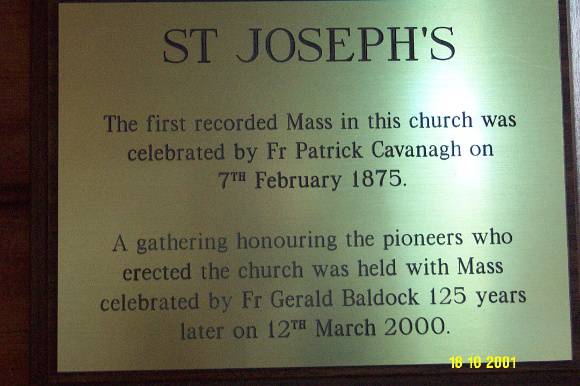 ST JOSEPH'S
The first recorded Mass in this church was
celebrated by Fr Patrick Cavanagh on
7TH February 1875.
A gathering honouring the pioneers who
erected the church was held with Mass
celebrated by Fr Gerald Baldock 125 years
later on 12TH March 2000.
18 10 2001